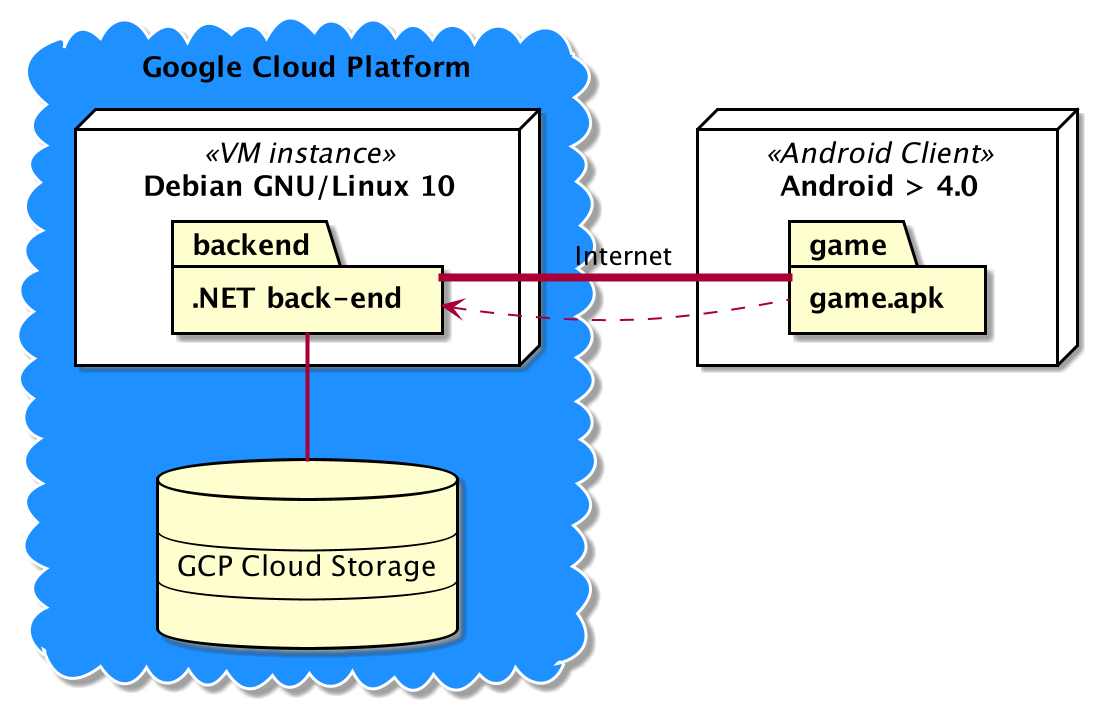 Google Cloud Platform
«VM instance»
Debian GNU/Linux 10
backend
.NET back-end
Internet
«Android Client»
Android > 4.0
game
game.apk
GCP Cloud Storage